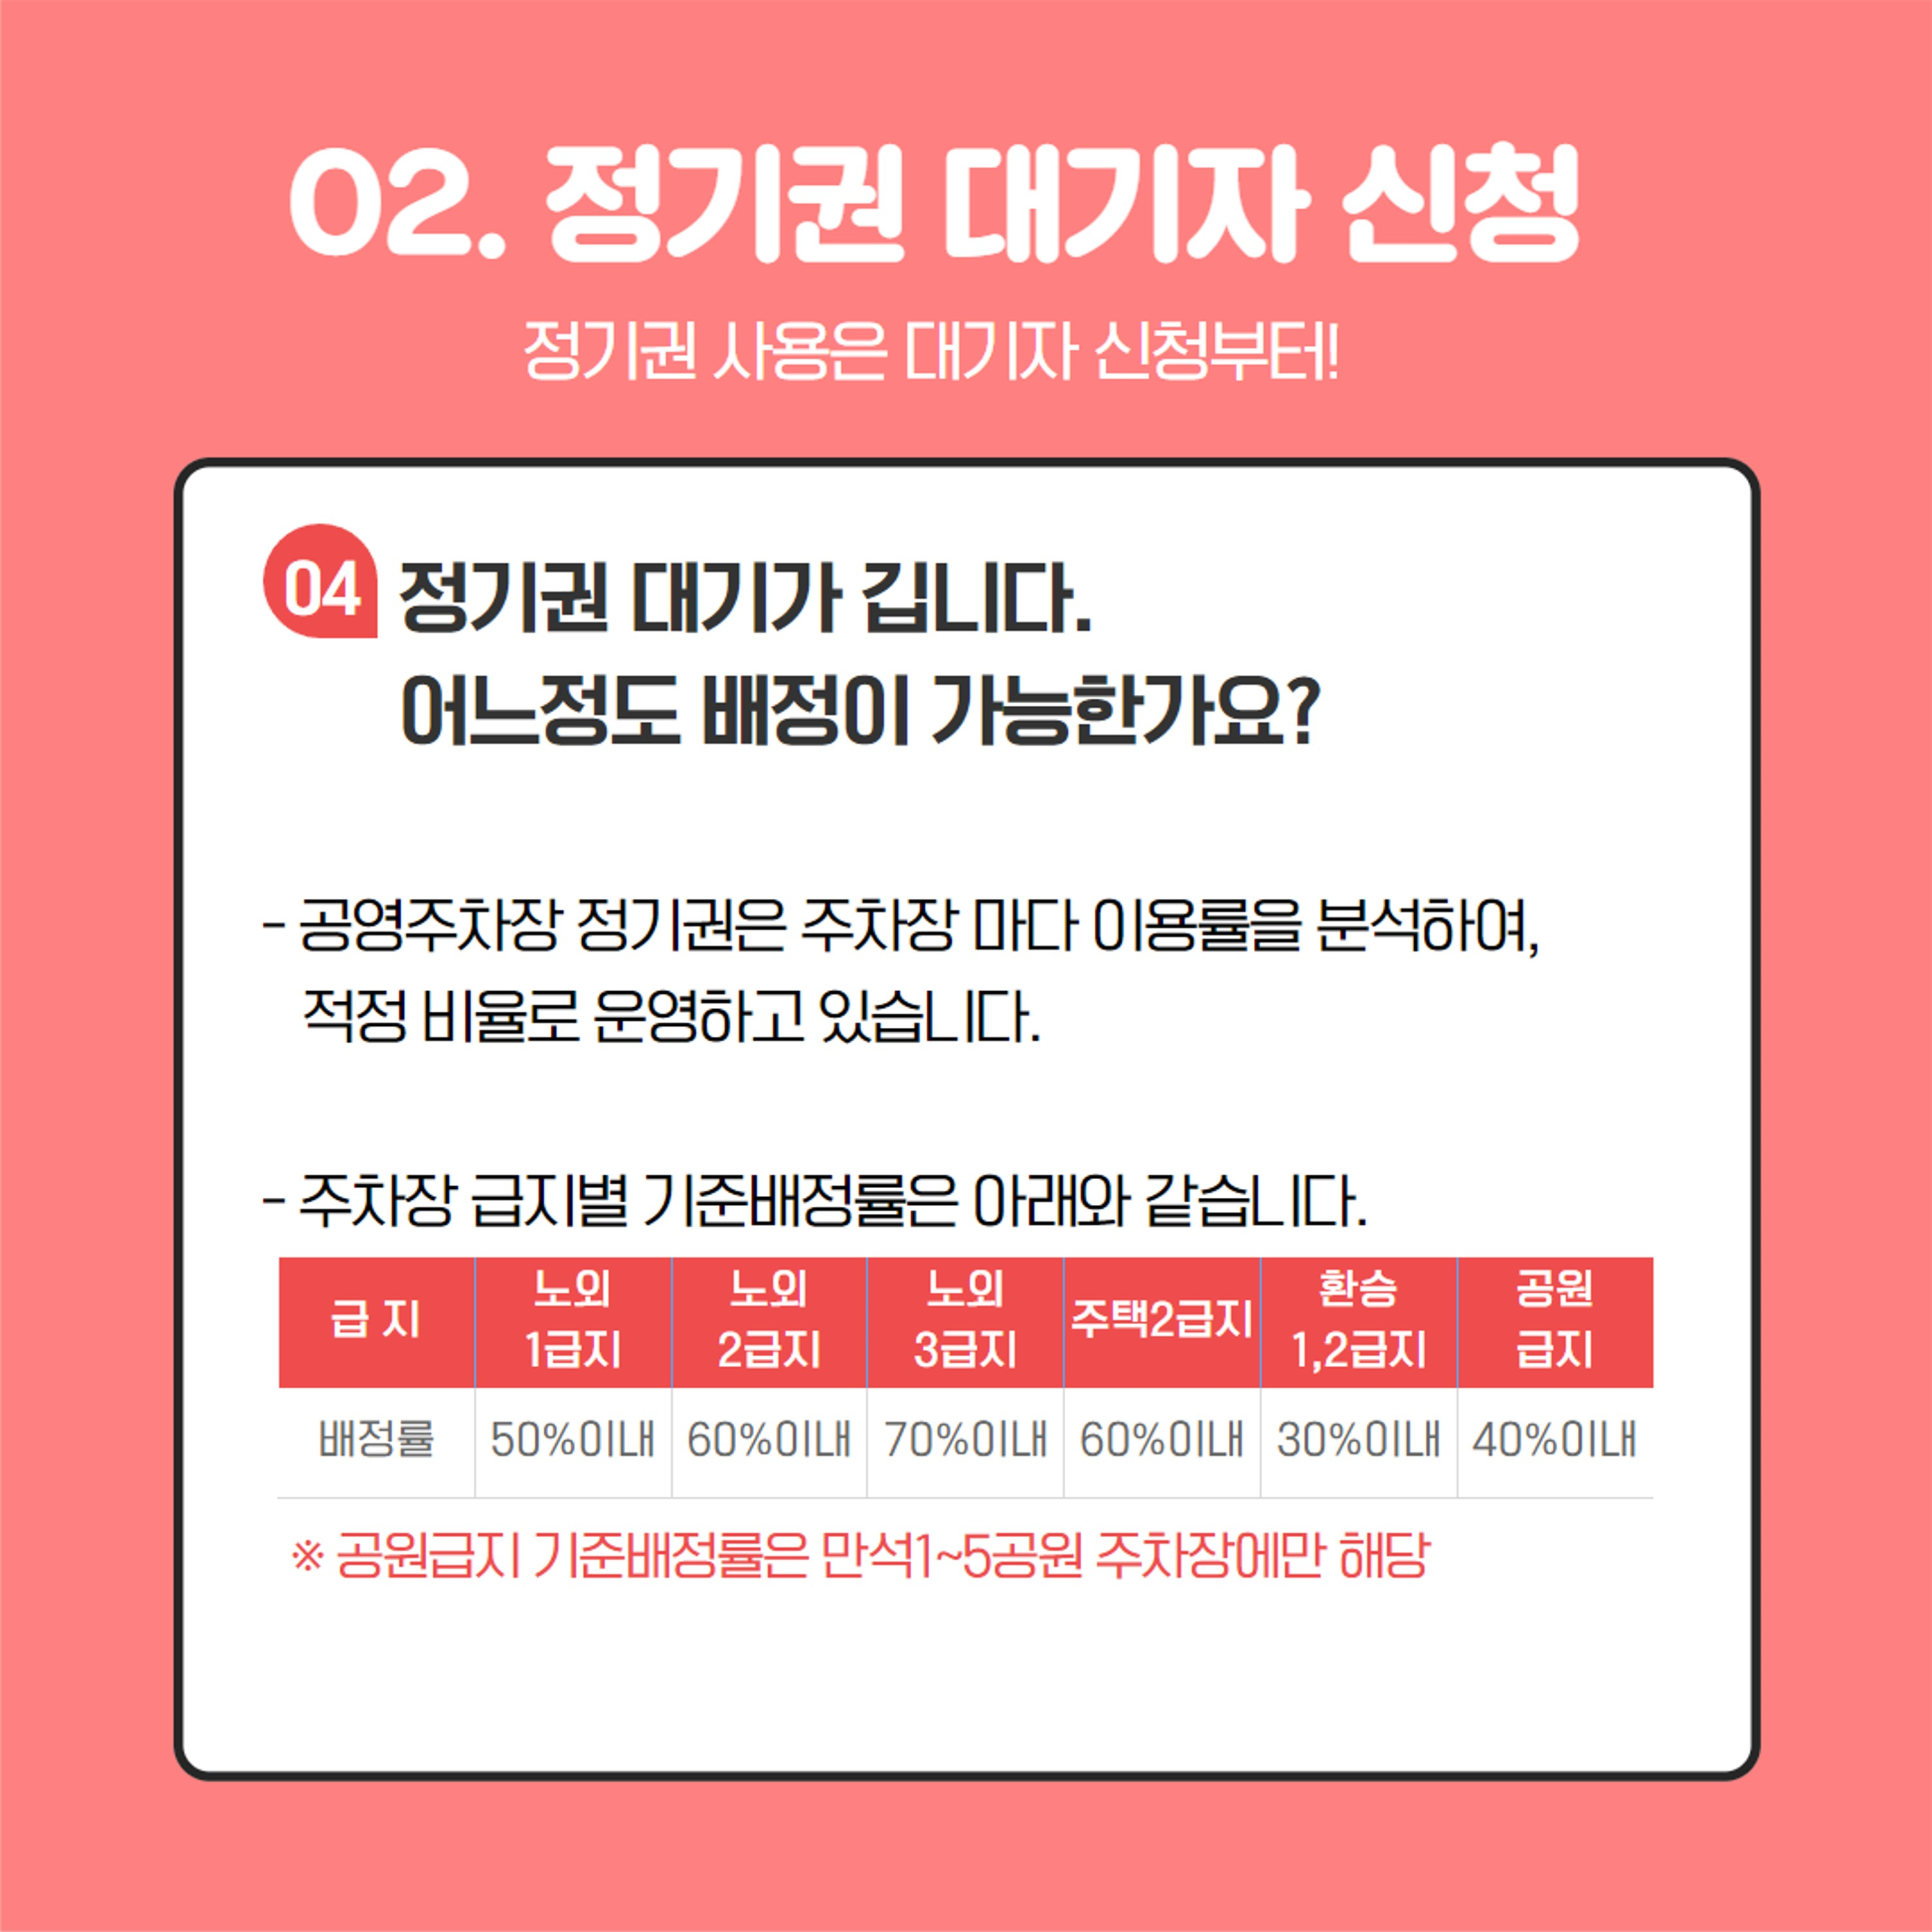 02. 정기권 대기자 신청
정기권 사용은 대기자 신청부터!
04 정기권 대기가 깁니다.
어느정도 배정이 가능한가요?
- 공영주차장 정기권은 주차장 마다 이용률을 분석하여,
적정 비율로 운영하고 있습니다.
- 주차장 급지별 기준배정률은 아래와 같습니다.
급 지 노외 1급지 노외 2급지 노외 3급지 주택2급지 환승 1,2급지 공원 급지
배정률 50%이내 60%이내 70%이내 60%이내 30%이내 40%이내
※ 공원급지 기준배정률은 만석1~5공원 주차장에만 해당